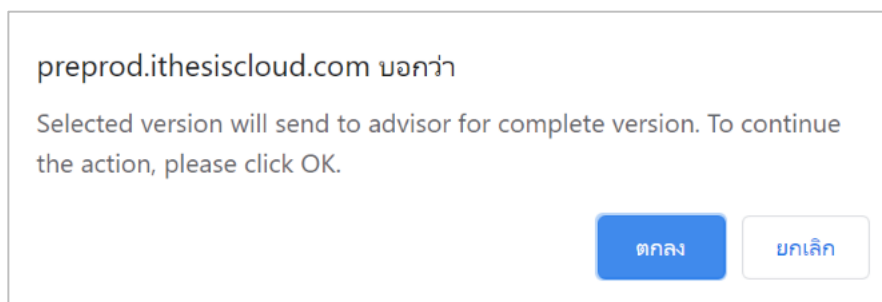 preprod.ithesiscloud.com บอกว่า
Selected version will send to advisor for complete version. To continue
the action, please click OK.
ตกลง ยกเลิก